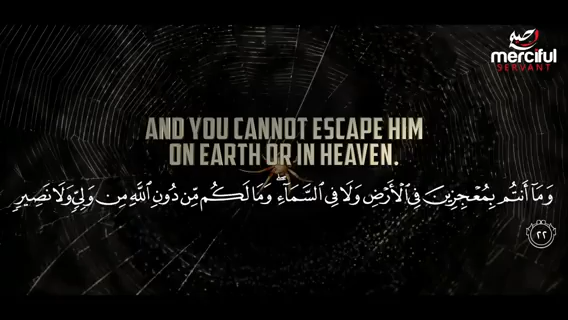 merciful
SERVANT
AND YOU CANNOT ESCAPE HIM
ON EARTH OR IN HEAVEN.
وَمَآ أَنتُم بِمُعْجِزِينَ فِي ٱلْأَرْضِ وَلَا فِي ٱلسَّمَآءِ ۖ وَمَا لَكُم مِّن دُونِ ٱللَّهِ مِن وَلِيٍّ وَلَا نَصِيرٍ
٢٢